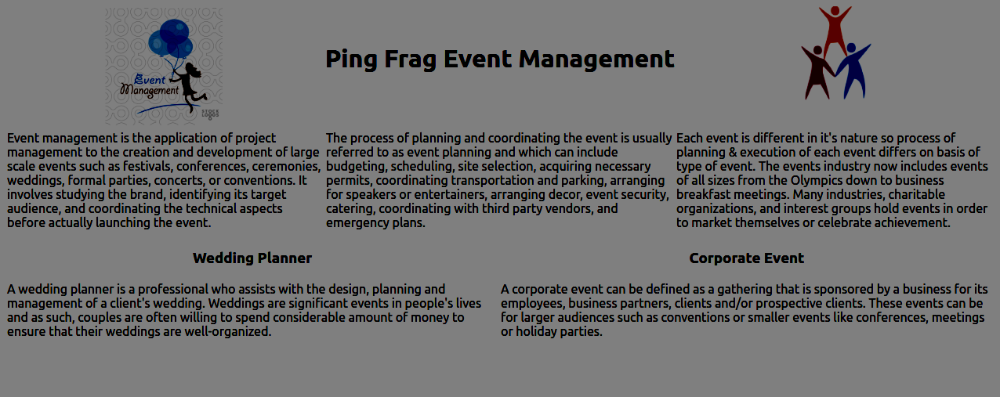 Event
Management
STOCK
LOGOS
Ping Frag Event Management
Event management is the application of project
management to the creation and development of large
scale events such as festivals, conferences, ceremonies,
weddings, formal parties, concerts, or conventions. It
involves studying the brand, identifying its target
audience, and coordinating the technical aspects
before actually launching the event.
The process of planning and coordinating the event is usually
referred to as event planning and which can include
budgeting, scheduling, site selection, acquiring necessary
permits, coordinating transportation and parking, arranging
for speakers or entertainers, arranging decor, event security,
catering, coordinating with third party vendors, and
emergency plans.
Each event is different in it's nature so process of
planning & execution of each event differs on basis of
type of event. The events industry now includes events
of all sizes from the Olympics down to business
breakfast meetings. Many industries, charitable
organizations, and interest groups hold events in order
to market themselves or celebrate achievement.
Wedding Planner
A wedding planner is a professional who assists with the design, planning and
management of a client's wedding. Weddings are significant events in people's lives
and as such, couples are often willing to spend considerable amount of money to
ensure that their weddings are well-organized.
Corporate Event
A corporate event can be defined as a gathering that is sponsored by a business for its
employees, business partners, clients and/or prospective clients. These events can be
for larger audiences such as conventions or smaller events like conferences, meetings
or holiday parties.